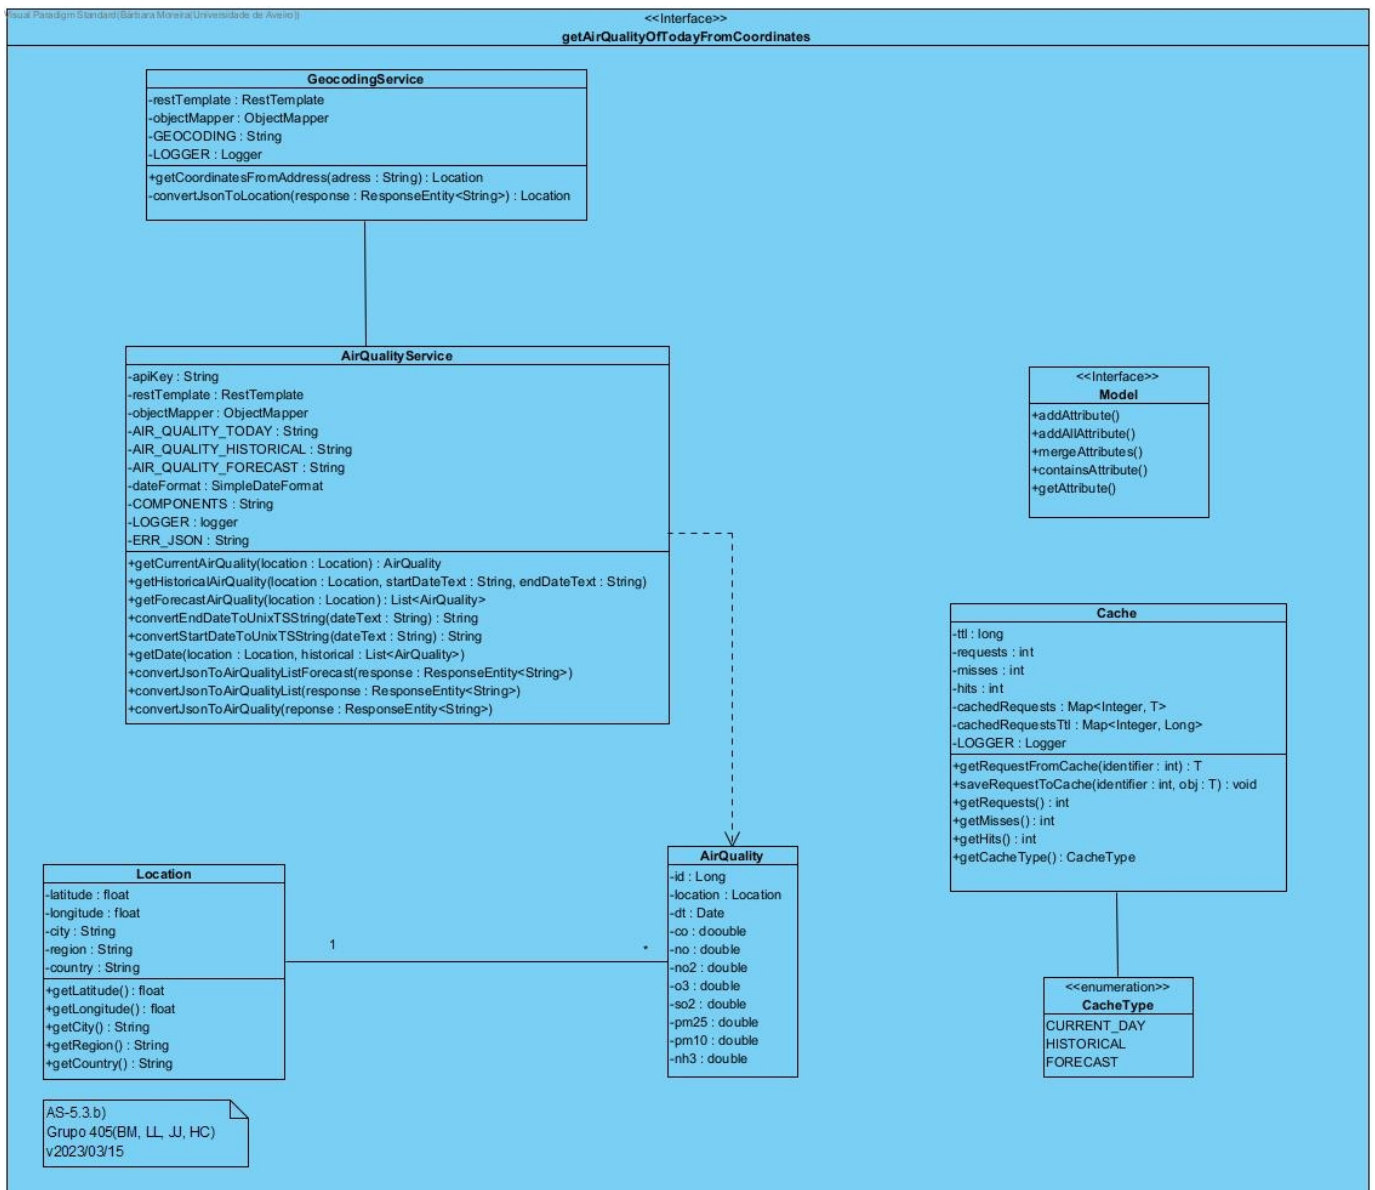 Visual Paradigm Standard(Bárbara Moreira(Universidade de Aveiro))
<<Interface>>
getAirQualityOfTodayFromCoordinates
GeocodingService
-restTemplate : RestTemplate
-objectMapper : ObjectMapper
-GEOCODING : String
-LOGGER : Logger
+getCoordinatesFromAddress(adress : String) : Location
-convertJsonToLocation(response : ResponseEntity<String>) : Location
AirQualityService
-apiKey : String
-restTemplate : RestTemplate
-objectMapper : ObjectMapper
-AIR_QUALITY_TODAY : String
-AIR_QUALITY_HISTORICAL : String
-AIR_QUALITY_FORECAST : String
-dateFormat : SimpleDateFormat
-COMPONENTS : String
-LOGGER : logger
-ERR_JSON : String
+getCurrentAirQuality(location : Location) : AirQuality
+getHistoricalAirQuality(location : Location, startDateText : String, endDateText : String)
+getForecastAirQuality(location : Location) : List<AirQuality>
+convertEndDateToUnixTSString(dateText : String) : String
+convertStartDateToUnixTSString(dateText : String) : String
+getDate(location : Location, historical : List<AirQuality>)
+convertJsonToAirQualityListForecast(response : ResponseEntity<String>)
+convertJsonToAirQualityList(response : ResponseEntity<String>)
+convertJsonToAirQuality(reponse : ResponseEntity<String>)
<<Interface>>
Model
+addAttribute()
+addAllAttribute()
+mergeAttributes()
+containsAttribute()
+getAttribute()
Cache
-ttl : long
-requests : int
-misses : int
-hits : int
-cachedRequests : Map<Integer, T>
-cachedRequestsTtl : Map<Integer, Long>
-LOGGER : Logger
+getRequestFromCache(identifier : int) : T
+saveRequestToCache(identifier : int, obj : T) : void
+getRequests() : int
+getMisses() : int
+getHits() : int
+getCacheType() : CacheType
Location
-latitude : float
-longitude : float
-city : String
-region : String
-country : String
+getLatitude() : float
+getLongitude() : float
+getCity() : String
+getRegion() : String
+getCountry() : String
1
*
AirQuality
-id : Long
-location : Location
-dt : Date
-co : doouble
-no : double
-no2 : double
-o3 : double
-so2 : double
-pm25 : double
-pm10 : double
-nh3 : double
<<enumeration>>
CacheType
CURRENT_DAY
HISTORICAL
FORECAST
AS-5.3.b)
Grupo 405(BM, LL, JJ, HC)
v2023/03/15